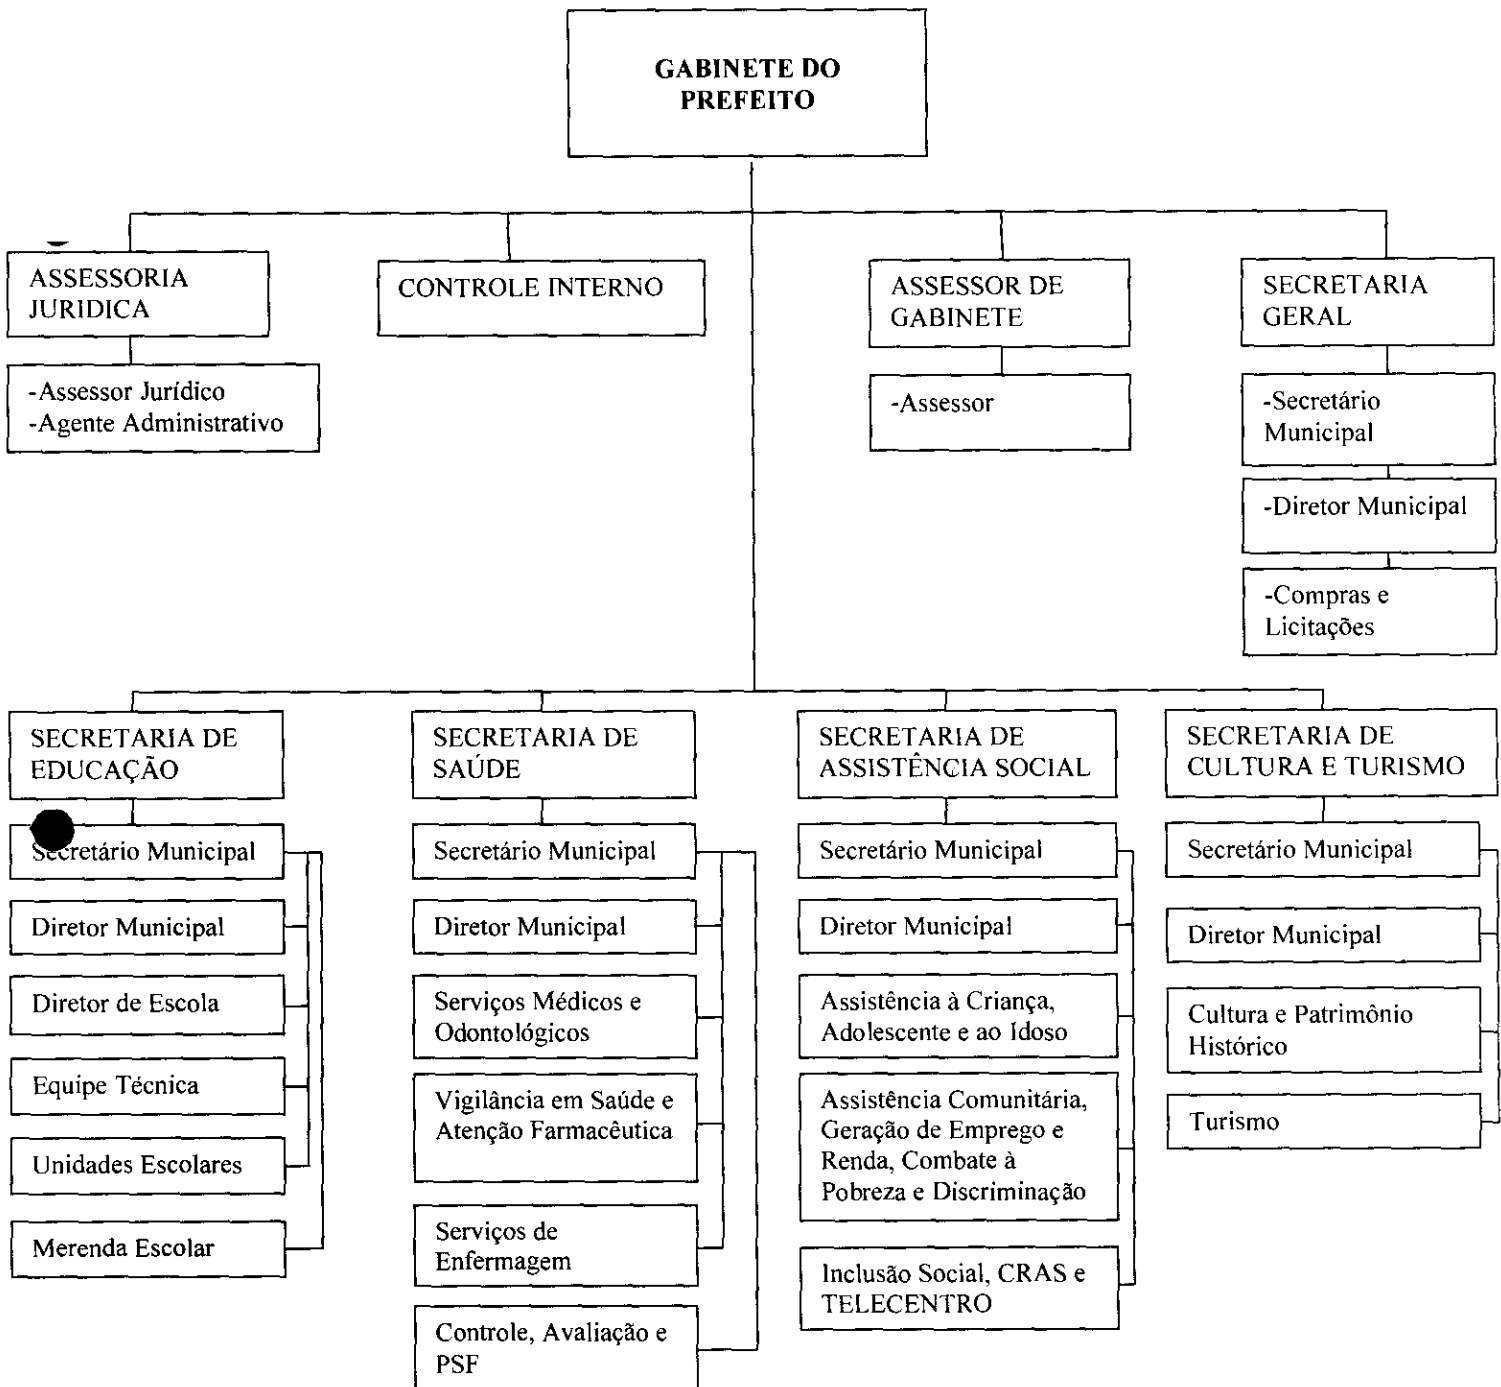 GABINETE DO
PREFEITO
ASSESSORIA
JURIDICA
CONTROLE INTERNO
ASSESSOR DE
GABINETE
SECRETARIA
GERAL
-Assessor Jurídico
-Agente Administrativo
-Assessor
-Secretário
Municipal
-Diretor Municipal
-Compras e
Licitações
SECRETARIA DE
EDUCAÇÃO
Secretário Municipal
Diretor Municipal
Diretor de Escola
Equipe Técnica
Unidades Escolares
Merenda Escolar
SECRETARIA DE
SAÚDE
Secretário Municipal
Diretor Municipal
Serviços Médicos e
Odontológicos
Vigilância em Saúde e
Atenção Farmacêutica
Serviços de
Enfermagem
Controle, Avaliação e
PSF
SECRETARIA DE
ASSISTÊNCIA SOCIAL
Secretário Municipal
Diretor Municipal
Assistência à Criança,
Adolescente e ao Idoso
Assistência Comunitária,
Geração de Emprego e
Renda, Combate à
Pobreza e Discriminação
Inclusão Social, CRAS e
TELECENTRO
SECRETARIA DE
CULTURA E TURISMO
Secretário Municipal
Diretor Municipal
Cultura e Patrimônio
Histórico
Turismo